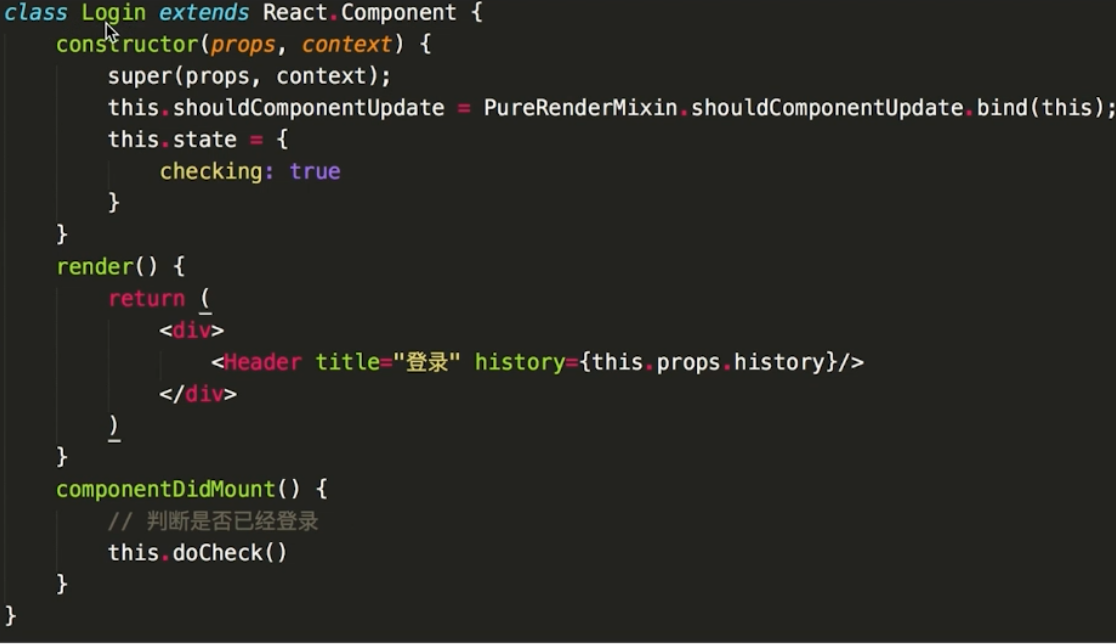 class Login extends React.Component {
    constructor(props, context) {
        super(props, context);
        this.shouldComponentUpdate = PureRenderMixin.shouldComponentUpdate.bind(this);
        this.state = {
            checking: true
        }
    }
    render() {
        return (
            <div>
                <Header title="登录" history={this.props.history}/>
            </div>
        )
    }
    componentDidMount() {
        // 判断是否已经登录
        this.doCheck()
    }
}